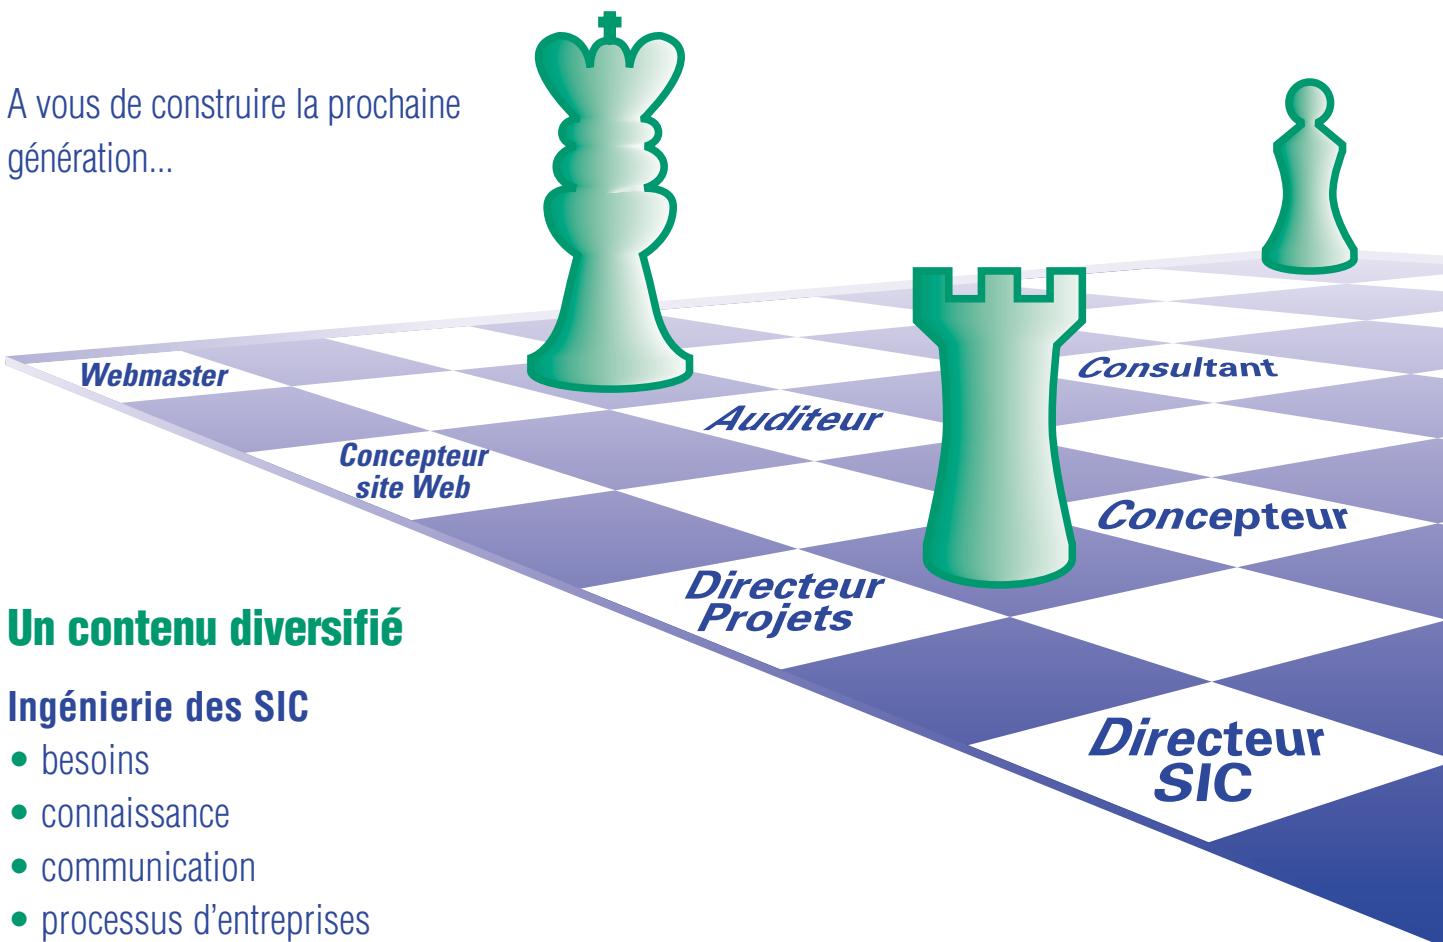 A vous de construire la prochaine
génération...
Webmaster
Consultant
Auditeur
Concepteur
site Web
Concepteur
Directeur
Projets
Directeur
SIC
Un contenu diversifié
Ingénierie des SIC
• besoins
• connaissance
• communication
• processus d’entreprises